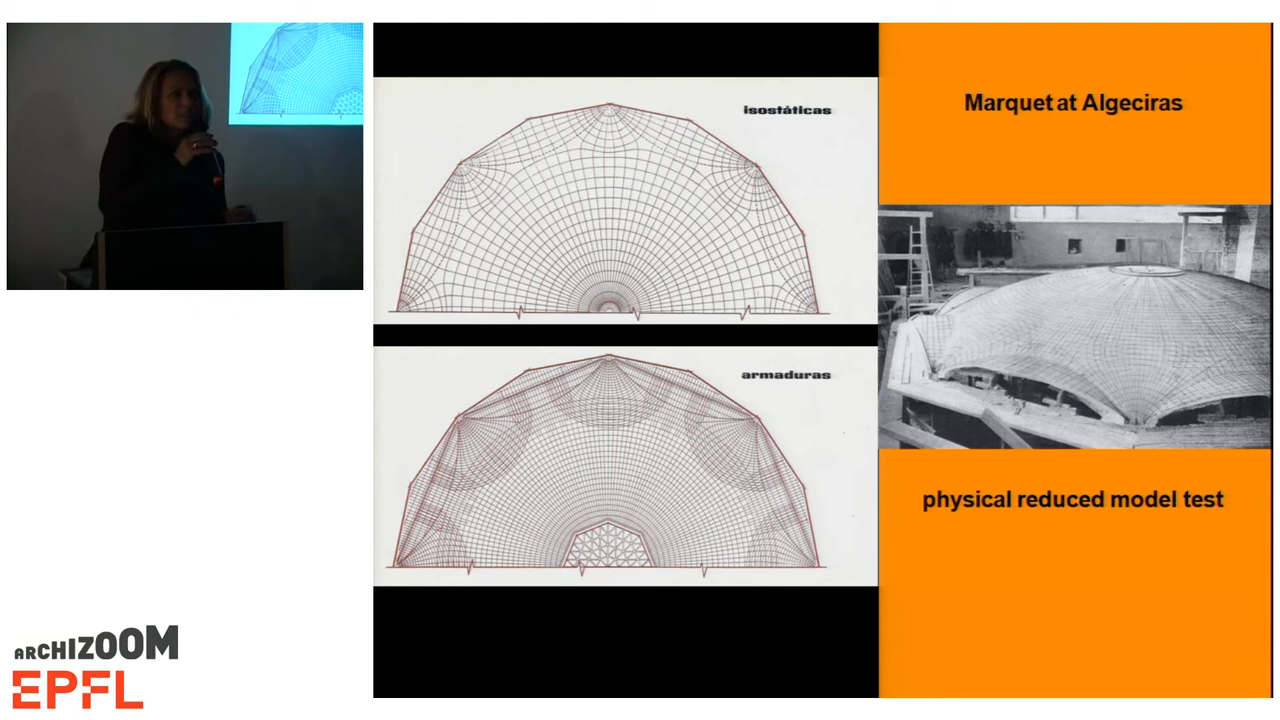 isostáticas
armaduras
Marquet at Algeciras
physical reduced model test
ARCHIZOOM
EPFL